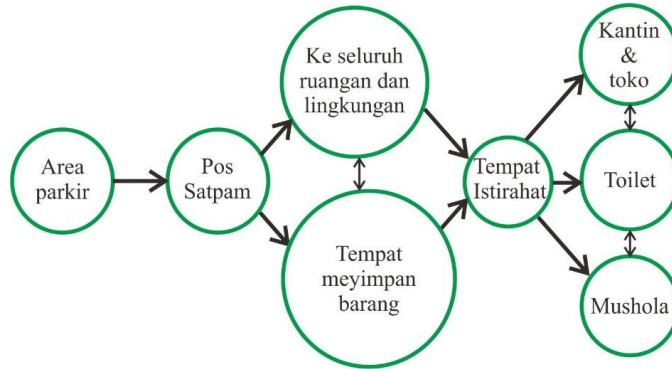 Area
parkir
Pos
Satpam
Ke seluruh
ruangan dan
lingkungan
Tempat
meyimpan
barang
Tempat
Istirahat
Kantin
&
toko
Toilet
Mushola